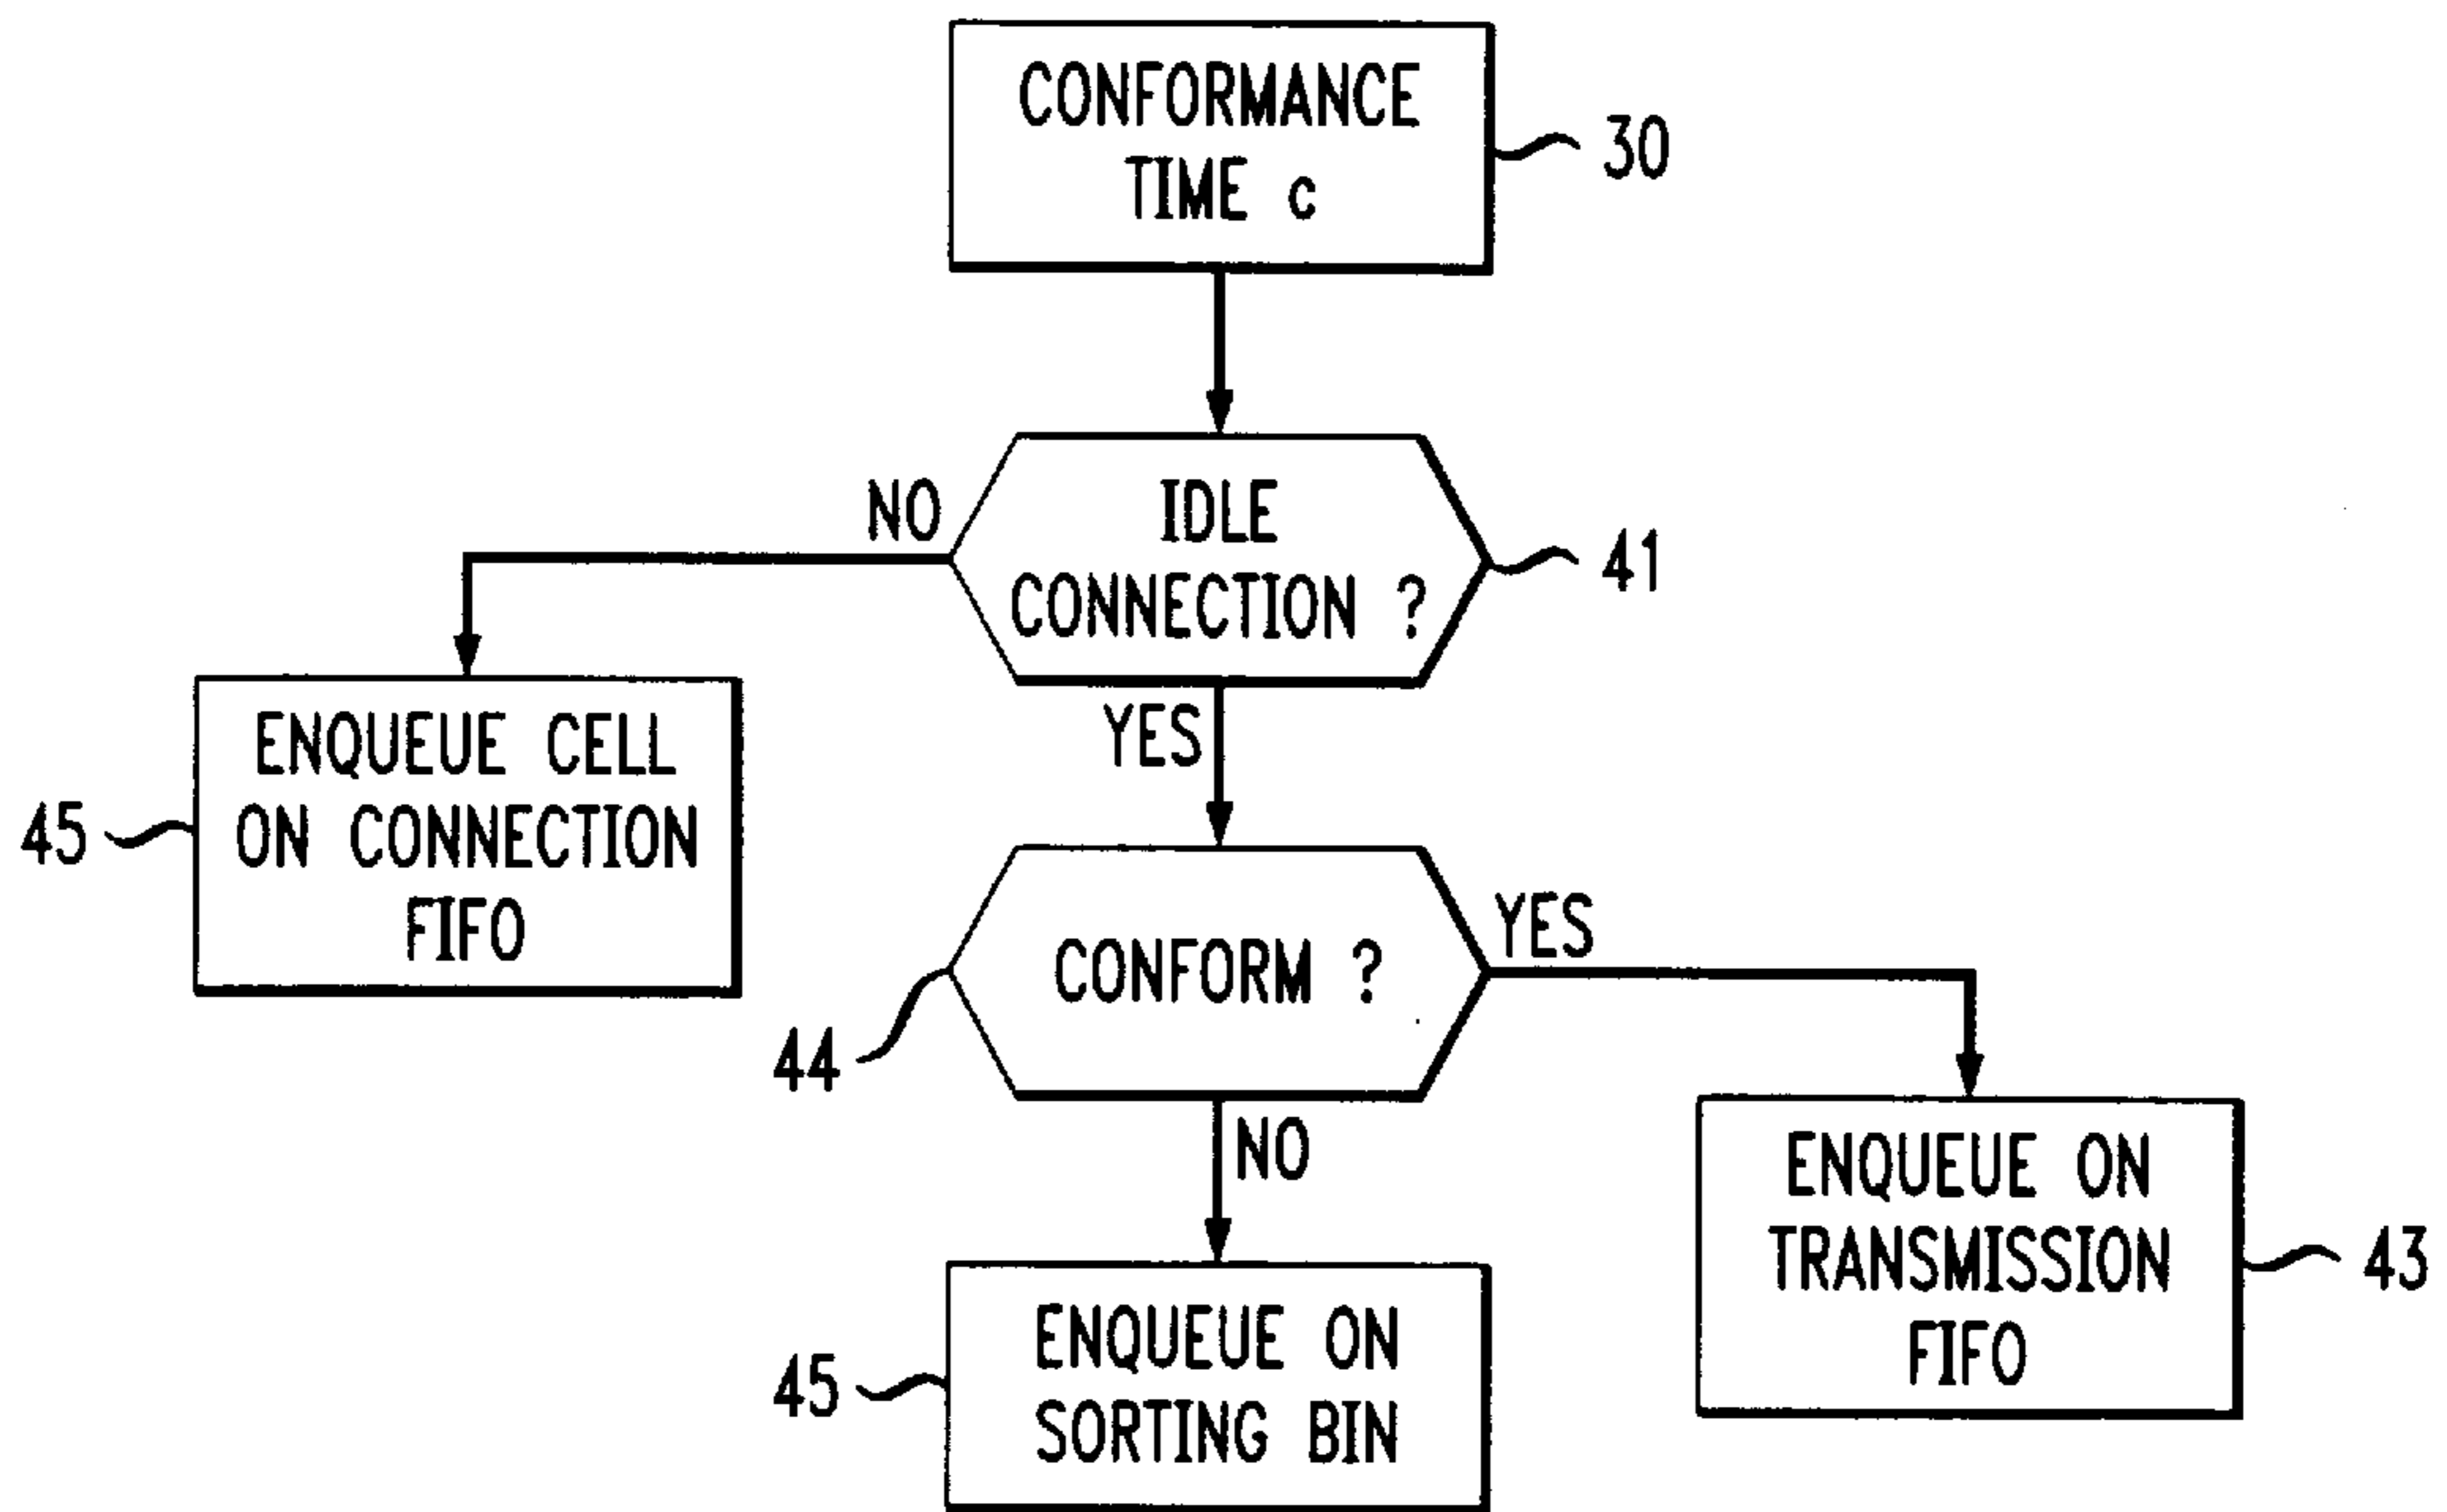 CONFORMANCE
TIME c
30
NO
IDLE
CONNECTION ?
41
YES
ENQUEUE CELL
ON CONNECTION
FIFO
45
CONFORM ?
YES
44
NO
ENQUEUE ON
TRANSMISSION
FIFO
43
ENQUEUE ON
SORTING BIN
45